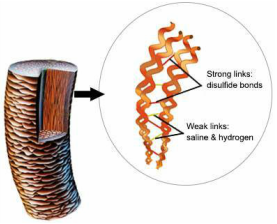 Strong links:
disulfide bonds
Weak links:
saline & hydrogen